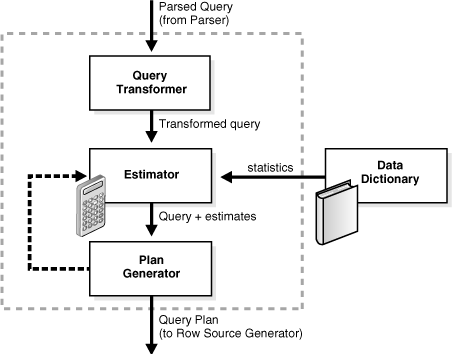 Parsed Query
(from Parser)
Query
Transformer
Transformed query
Estimator
statistics
Data
Dictionary
Query + estimates
Plan
Generator
Query Plan
(to Row Source Generator)